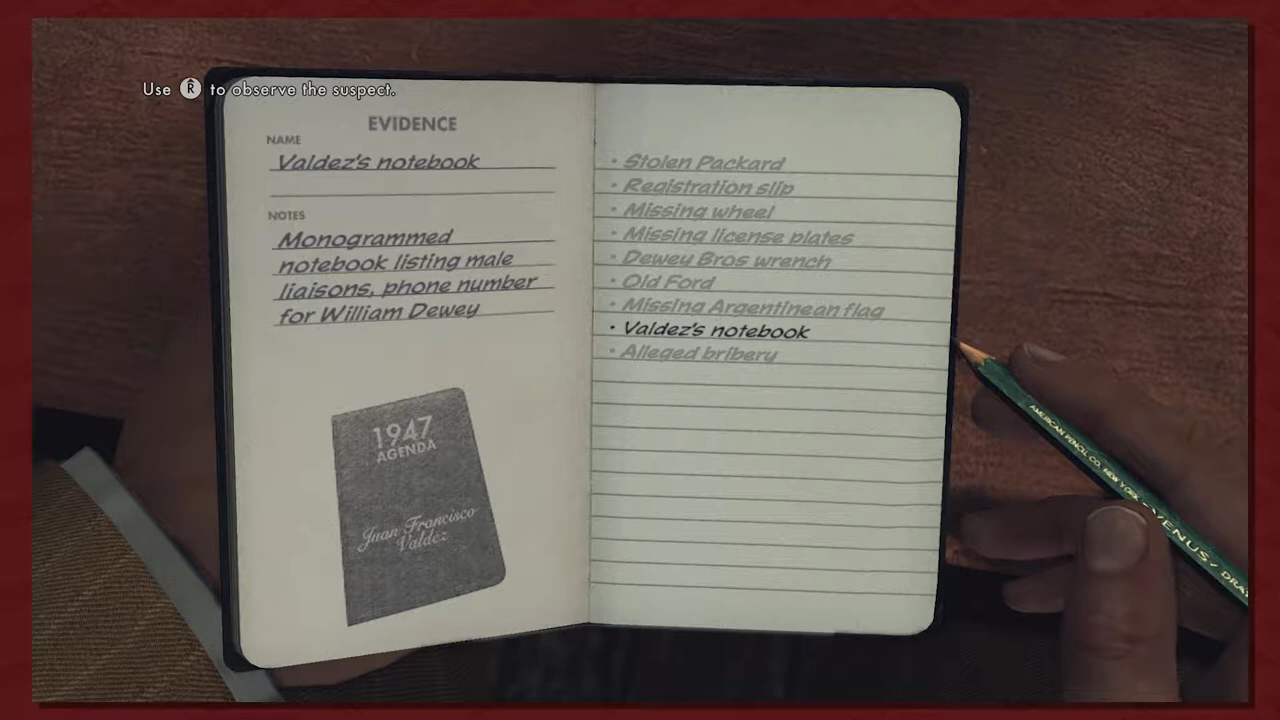 Use R to observe the suspect.
EVIDENCE
NAME
Valdez's notebook
NOTES
Monogrammed
notebook listing male
liaisons, phone number
for William Dewey
1947
AGENDA
Juan Francisco
Valdez
• Stolen Packard
• Registration slip
• Missing wheel
• Missing license plates
• Dewey Bros wrench
• Old Ford
• Missing Argentinean flag
• Valdez's notebook
• Alleged bribery
AMERICAN PENCIL CO. NEW YORK VENUS